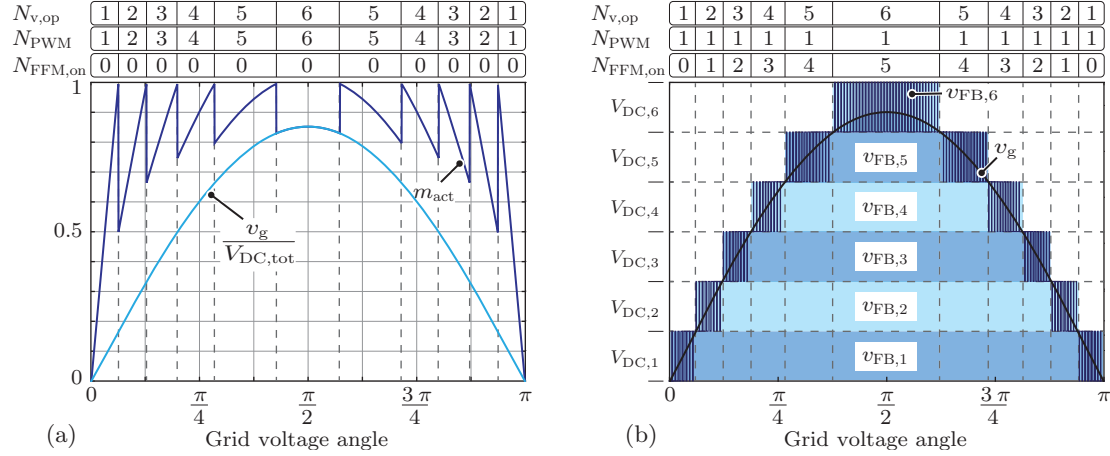 N_v,op 1 2 3 4 5 6 5 4 3 2 1
N_PWM 1 2 3 4 5 6 5 4 3 2 1
N_FFM,on 0 0 0 0 0 0 0 0 0 0 0
1
0.5
0
m_act
v_g
V_DC,tot
0 π/4 π/2 3π/4 π
(a) Grid voltage angle
N_v,op 1 2 3 4 5 6 5 4 3 2 1
N_PWM 1 1 1 1 1 1 1 1 1 1 1
N_FFM,on 0 1 2 3 4 5 4 3 2 1 0
V_DC,6 v_FB,6
V_DC,5 v_FB,5 v_g
V_DC,4 v_FB,4
V_DC,3 v_FB,3
V_DC,2 v_FB,2
V_DC,1 v_FB,1
0 π/4 π/2 3π/4 π
(b) Grid voltage angle